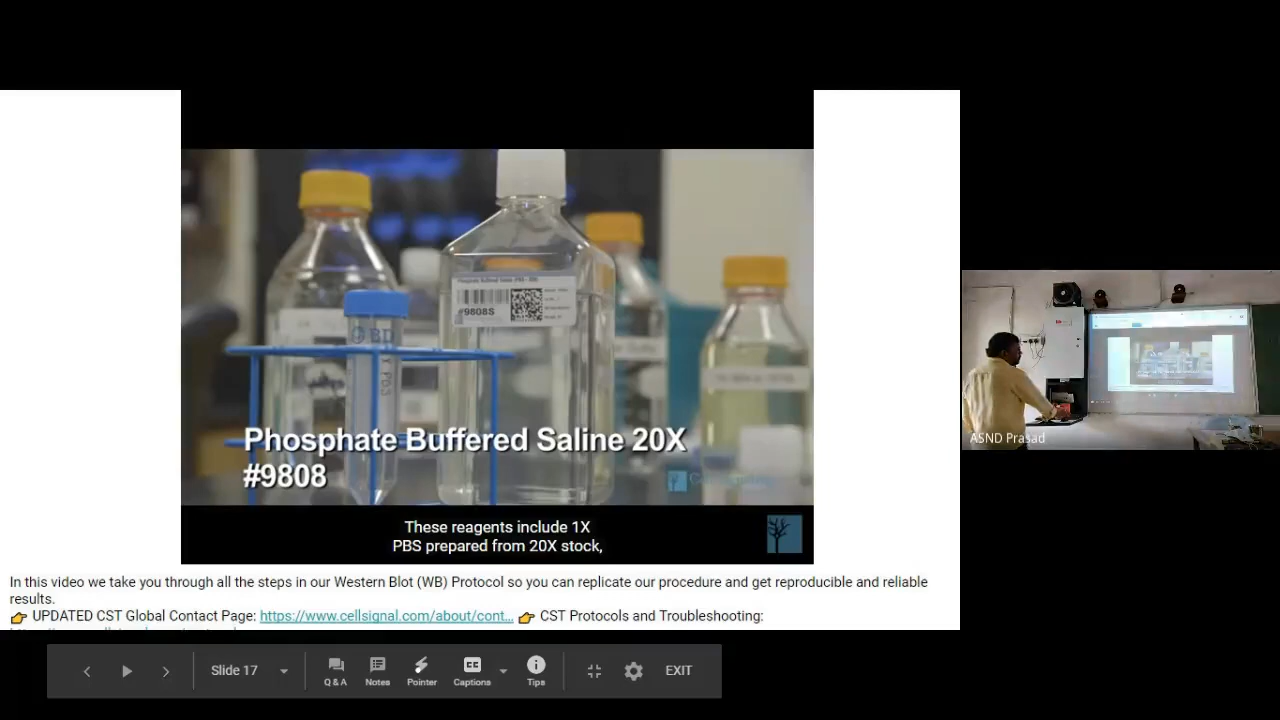 #9808S
BD
Phosphate Buffered Saline 20X
#9808
These reagents include 1X
PBS prepared from 20X stock,
In this video we take you through all the steps in our Western Blot (WB) Protocol so you can replicate our procedure and get reproducible and reliable
results.
👉 UPDATED CST Global Contact Page: https://www.cellsignal.com/about/cont... 👉 CST Protocols and Troubleshooting:
Slide 17
Q & A
Notes
Pointer
CC
Captions
Tips
EXIT
ASND Prasad